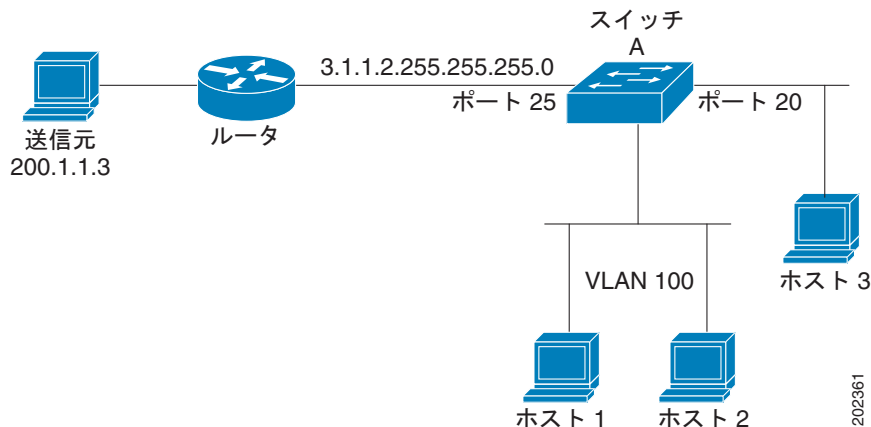 スイッチ
A
3.1.1.2.255.255.255.0
ポート 25
ポート 20
送信元
200.1.1.3
ルータ
ホスト 3
VLAN 100
ホスト 1
ホスト 2
202361